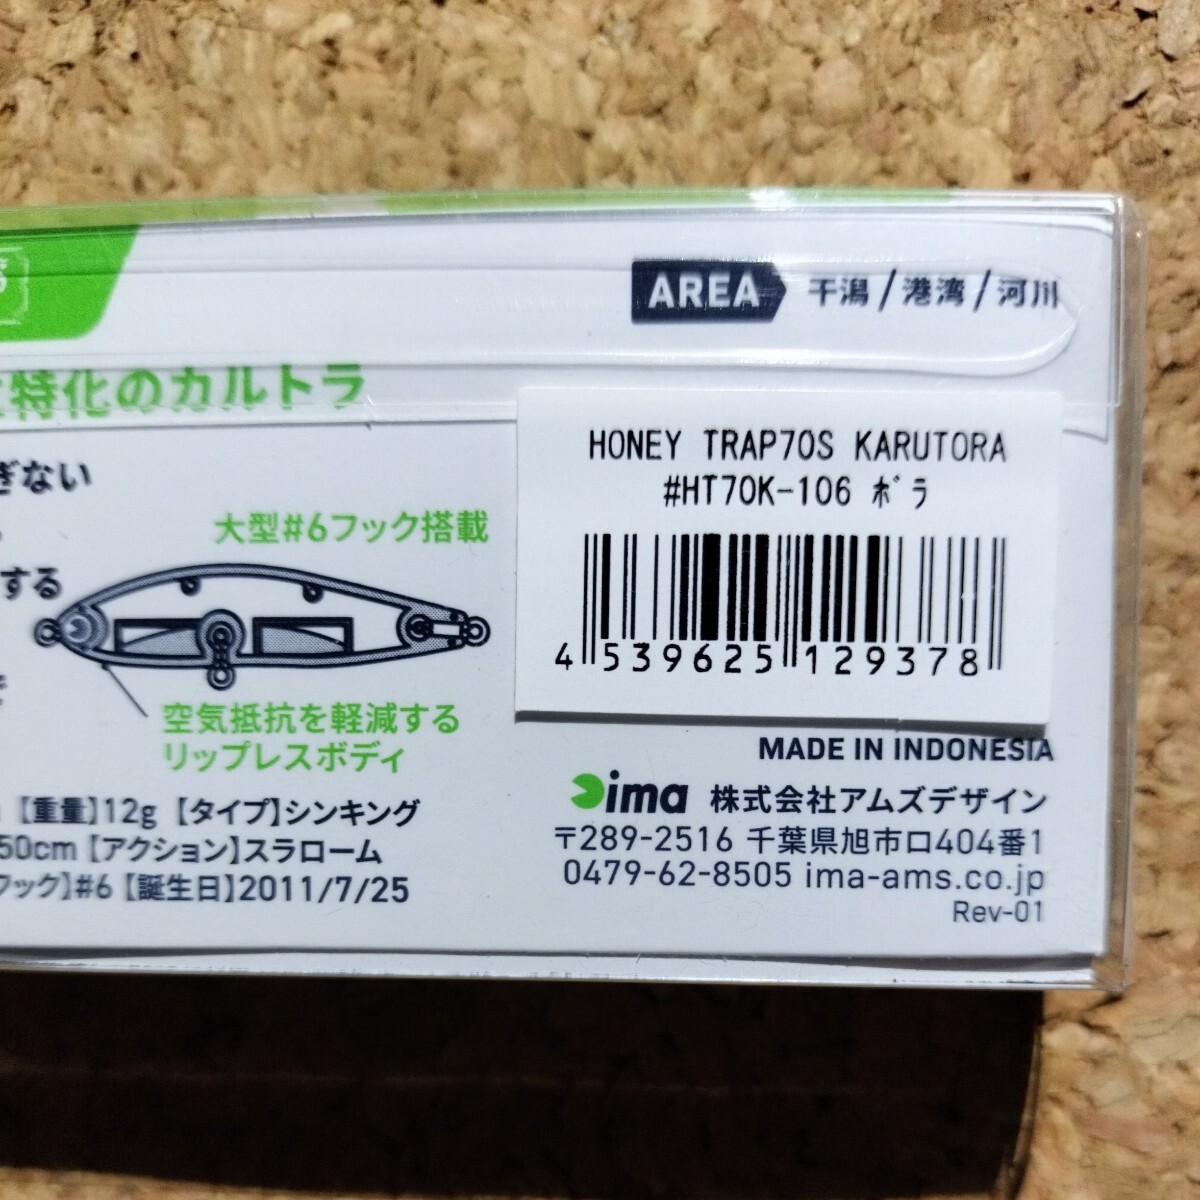 AREA 干潟/港湾/河川
特化のカルトラ
ぎない
HONEY TRAP70S KARUTORA
#HT70K-106 ボラ
大型#6フック搭載
する
4 539625 129378
空気抵抗を軽減する
リップレスボディ
MADE IN INDONESIA
【重量】12g 【タイプ】シンキング
ima 株式会社アムズデザイン
50cm【アクション】スラローム
〒289-2516 千葉県旭市ロ404番1
フック】#6【誕生日】2011/7/25
0479-62-8505 ima-ams.co.jp
Rev-01